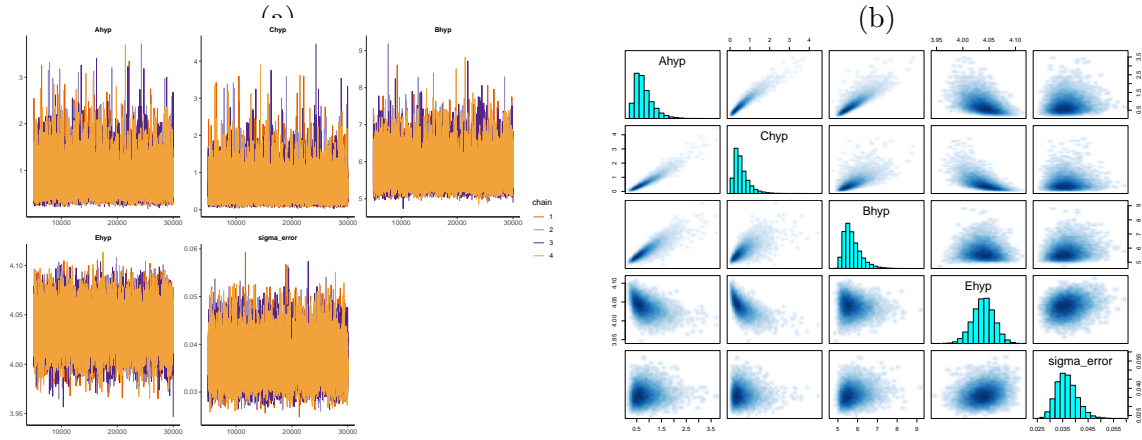 (a)
Ahyp
Chyp
Bhyp
3
2
1
4
3
2
1
0
9
8
7
6
5
10000 20000 30000
10000 20000 30000
10000 20000 30000
chain
1
2
3
4
Ehyp
sigma_error
4.10
4.05
4.00
3.95
0.06
0.05
0.04
0.03
10000 20000 30000
10000 20000 30000
(b)
0 1 2 3 4
3.95 4.00 4.05 4.10
Ahyp
0.5 1.5 2.5 3.5
0 1 2 3 4
Chyp
Bhyp
5 6 7 8 9
3.95 4.00 4.05 4.10
Ehyp
sigma_error
0.025 0.035 0.045 0.055
0.5 1.5 2.5 3.5
5 6 7 8 9
0.025 0.035 0.045 0.055